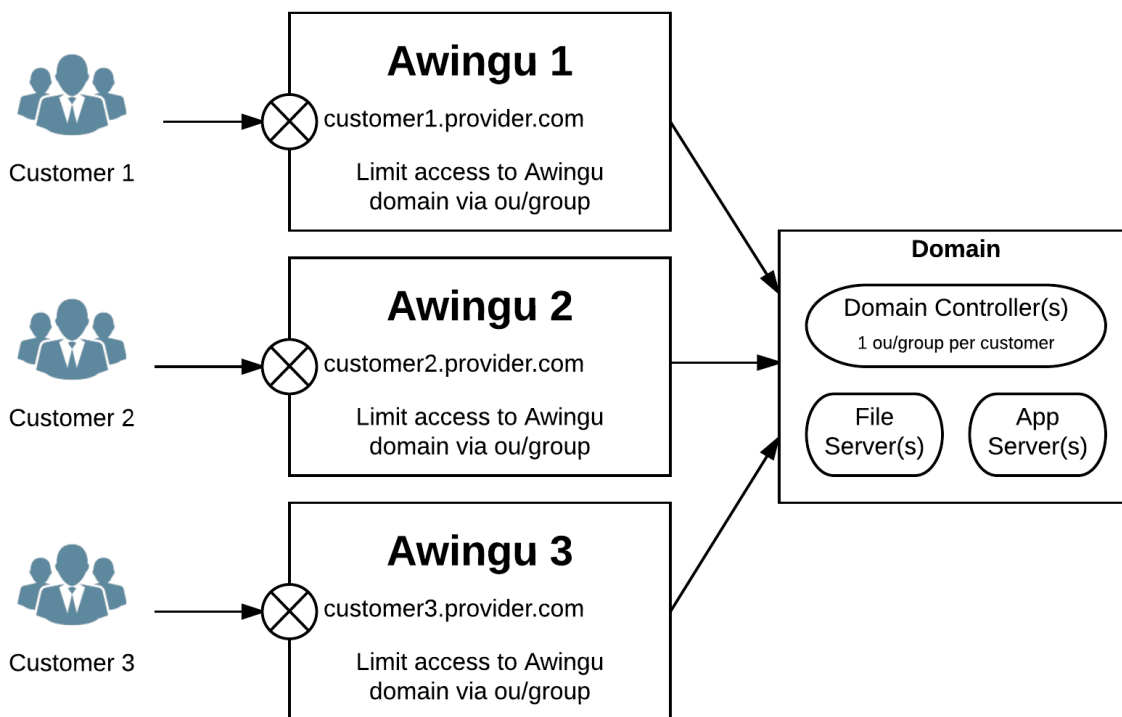 Customer 1
Awingu 1
customer1.provider.com
Limit access to Awingu
domain via ou/group
Customer 2
Awingu 2
customer2.provider.com
Limit access to Awingu
domain via ou/group
Customer 3
Awingu 3
customer3.provider.com
Limit access to Awingu
domain via ou/group
Domain
Domain Controller(s)
1 ou/group per customer
File
Server(s)
App
Server(s)